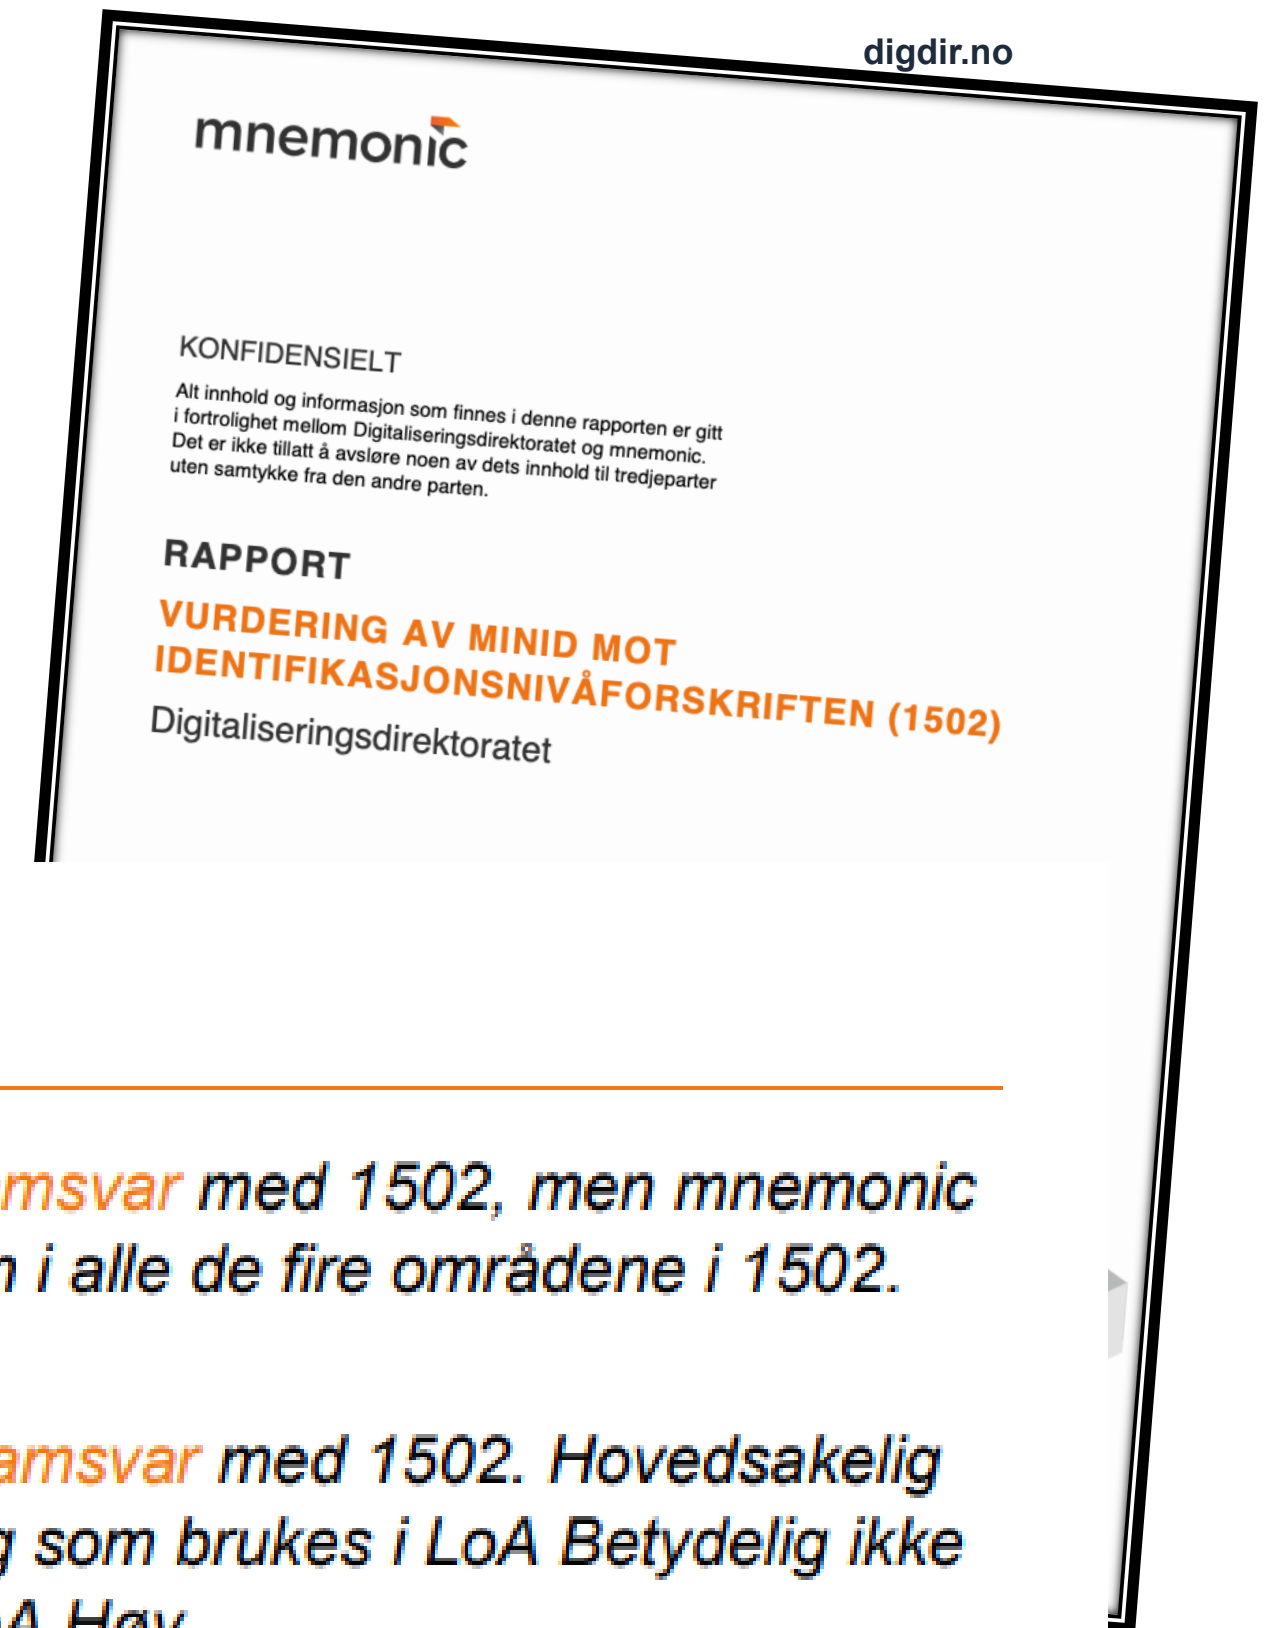 digdir.no
mnemonic
KONFIDENSIELT
Alt innhold og informasjon som finnes i denne rapporten er gitt
i fortrolighet mellom Digitaliseringsdirektoratet og mnemonic.
Det er ikke tillatt å avsløre noen av dets innhold til tredjeparter
uten samtykke fra den andre parten.
RAPPORT
VURDERING AV MINID MOT
IDENTIFIKASJONSNIVÅFORSKRIFTEN (1502)
Digitaliseringsdirektoratet
med 1502, men mnemonic
i alle de fire områdene i 1502.
med 1502. Hovedsakelig
som brukes i LoA Betydelig ikke
Høy